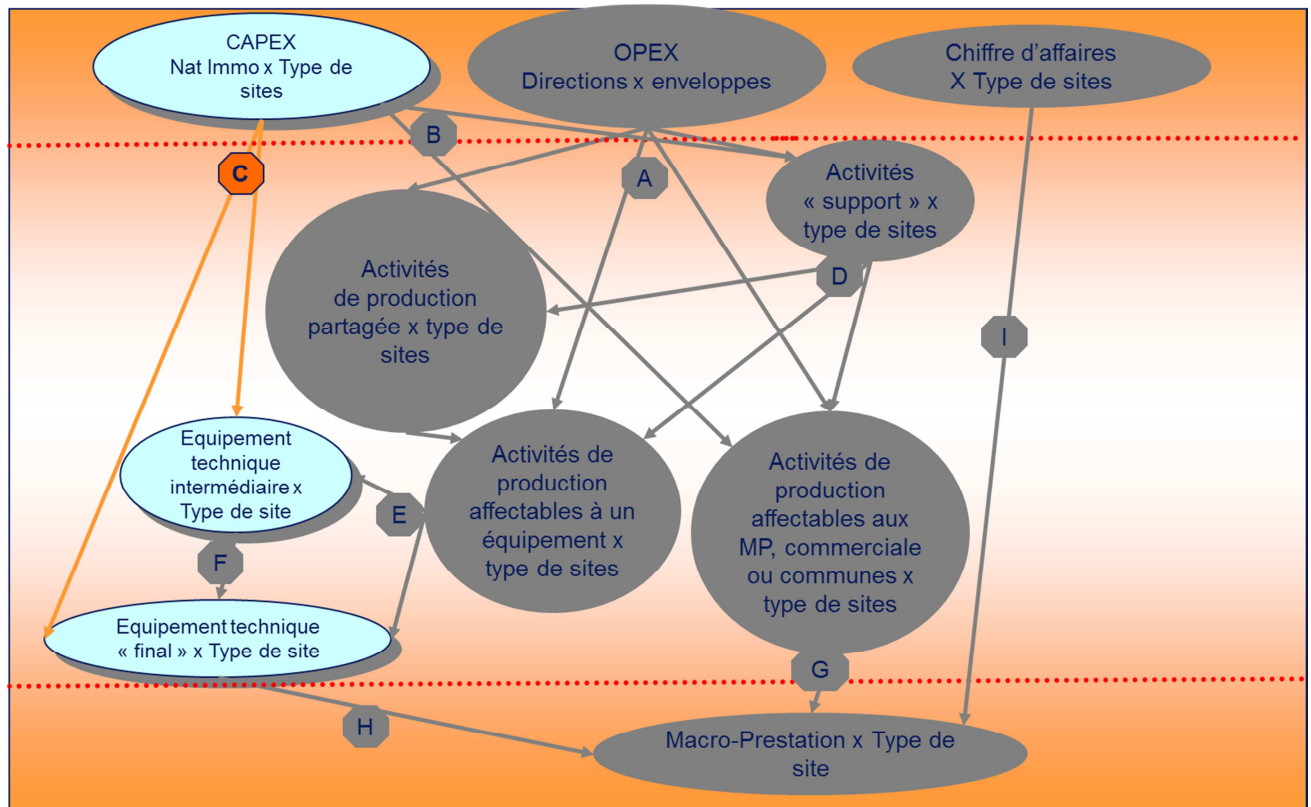 CAPEX
Nat Immo x Type de
sites
OPEX
Directions x enveloppes
Chiffre d'affaires
X Type de sites
B
C
A
Activités
« support » x
type de sites
D
Activités
de production
partagée x type de
sites
I
Equipement
technique
intermédiaire x
Type de site
E
Activités de
production
affectables à un
équipement x
type de sites
Activités de
production
affectables aux
MP, commerciale
ou communes x
type de sites
F
Equipement technique
« final » x Type de site
G
H
Macro-Prestation x Type de
site